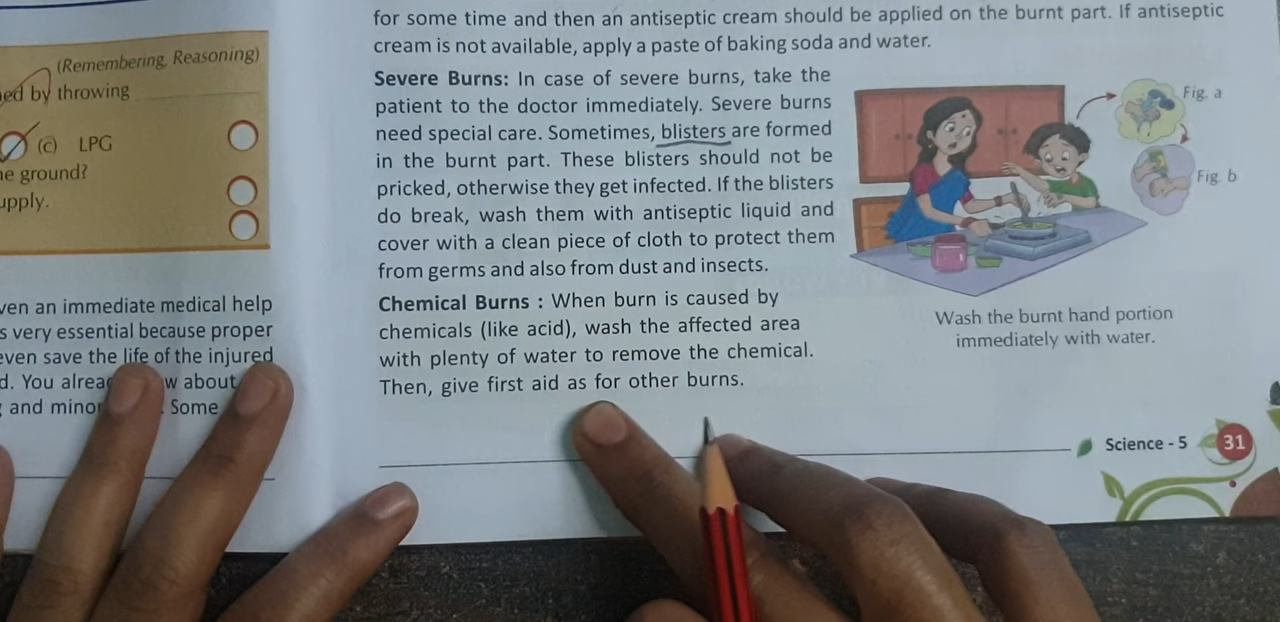 (Remembering, Reasoning)
ed by throwing
(c) LPG
ground?
an immediate medical help
very essential because proper
even save the life of the injured
You about
and Some
for some time and then an antiseptic cream should be applied on the burnt part. If antiseptic
cream is not available, apply a paste of baking soda and water.
Severe Burns: In case of severe burns, take the
patient to the doctor immediately. Severe burns
need special care. Sometimes, blisters are formed
in the burnt part. These blisters should not be
pricked, otherwise they get infected. If the blisters
do break, wash them with antiseptic liquid and
cover with a clean piece of cloth to protect them
from germs and also from dust and insects.
Chemical Burns : When burn is caused by
chemicals (like acid), wash the affected area
with plenty of water to remove the chemical.
Then, give first aid as for other burns.
Fig. a
Fig. b
Wash the burnt hand portion
immediately with water.
Science - 5 31